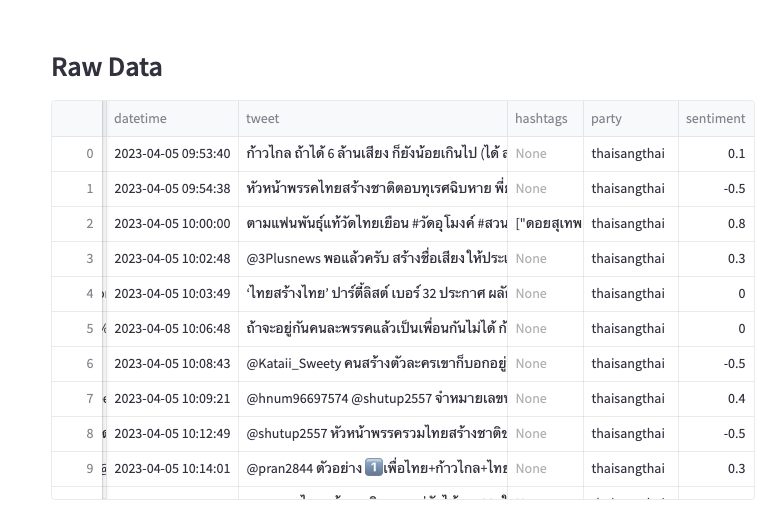 Raw Data
datetime tweet hashtags party sentiment
0 2023-04-05 09:53:40 ก้าวไกล ถ้าได้ 6 ล้านเสียง ก็ยังน้อยเกินไป (ได้ None thaisangthai 0.1
1 2023-04-05 09:54:38 หัวหน้าพรรคไทยสร้างชาติตอบทุเรศฉิบหาย None thaisangthai -0.5
2 2023-04-05 10:00:00 ตามแฟนพันธุ์แท้วัดไทยเยือน #วัดอุโมงค์ #สวน ["ดอยสุเทพ thaisangthai 0.8
3 2023-04-05 10:02:48 @3Plusnews พอแล้วครับ สร้างชื่อเสียง None thaisangthai 0.3
4 2023-04-05 10:03:49 ‘ไทยสร้างไทย’ ปาร์ตี้ลิสต์ เบอร์ 32 ประกาศ None thaisangthai 0
5 2023-04-05 10:06:48 ถ้าจะอยู่กันคนละพรรคแล้วเป็นเพื่อนกันไม่ได้ None thaisangthai 0
6 2023-04-05 10:08:43 @Kataii_Sweety คนสร้างตัวละครเขาก็บอกอยู่ None thaisangthai -0.5
7 2023-04-05 10:09:21 @hnum96697574 @shutup2557 จำหมายเลข None thaisangthai 0.4
8 2023-04-05 10:12:49 @shutup2557 หัวหน้าพรรครวมไทยสร้างชาติ None thaisangthai -0.5
9 2023-04-05 10:14:01 @pran2844 ตัวอย่าง 1️⃣เพื่อไทย+ก้าวไกล+ไทย None thaisangthai 0.3